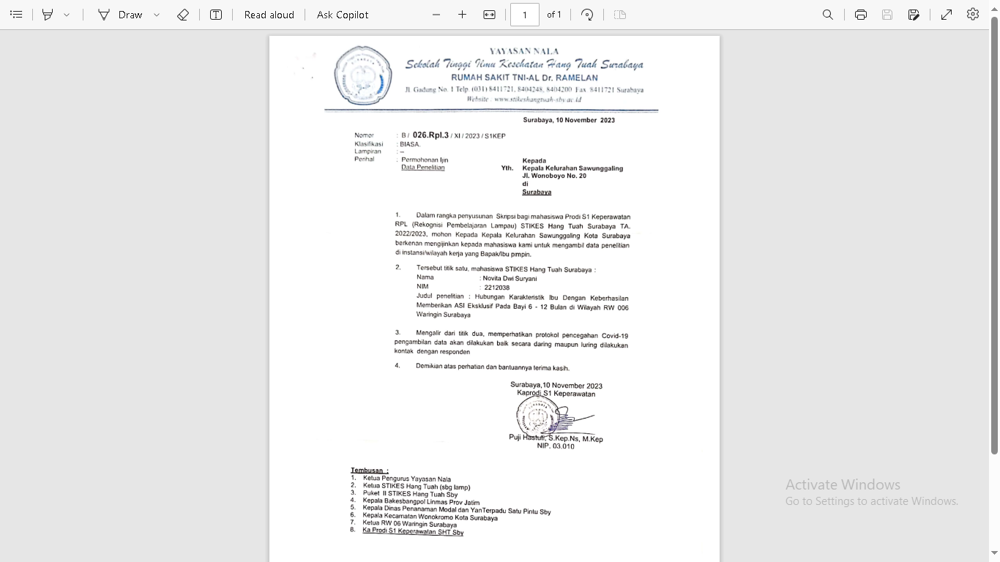 Draw
Read aloud
Ask Copilot
1
of 1
YAYASAN NALA
Sekolah Tinggi Ilmu Kesehatan Hang Tuah Surabaya
RUMAH SAKIT TNI-AL Dr. RAMELAN
Jl. Gadung No. 1 Telp. (031) 8411721, 8404248, 8404200 Fax 8411721 Surabaya
Website : www.stikeshangtuah-sby.ac.id
Surabaya, 10 November 2023
Nomor : B / 026.Rpl.3 / XI / 2023 / S1KEP
Klasifikasi : BIASA.
Lampiran : --
Perihal : Permohonan Ijin
Data Penelitian
Kepada
Yth. Kepala Kelurahan Sawunggaling
Jl. Wonoboyo No. 20
di
Surabaya
1. Dalam rangka penyusunan Skripsi bagi mahasiswa Prodi S1 Keperawatan
RPL (Rekognisi Pembelajaran Lampau) STIKES Hang Tuah Surabaya TA.
2022/2023, mohon Kepada Kepala Kelurahan Sawunggaling Kota Surabaya
berkenan mengijinkan kepada mahasiswa kami untuk mengambil data penelitian
di instansi/wilayah kerja yang Bapak/Ibu pimpin.
2. Tersebut titik satu, mahasiswa STIKES Hang Tuah Surabaya :
Nama : Novita Dwi Suryani
NIM : 2212038
Judul penelitian : Hubungan Karakteristik Ibu Dengan Keberhasilan
Memberikan ASI Eksklusif Pada Bayi 6 - 12 Bulan di Wilayah RW 006
Waringin Surabaya
3. Mengalir dari titik dua, memperhatikan protokol pencegahan Covid-19
pengambilan data akan dilakukan baik secara daring maupun luring dilakukan
kontak dengan responden
4. Demikian atas perhatian dan bantuannya terima kasih.
Surabaya,10 November 2023
Kaprodi S1 Keperawatan
Puji Hastuti, S.Kep.Ns, M.Kep
NIP. 03.010
Tembusan :
1. Ketua Pengurus Yayasan Nala
2. Ketua STIKES Hang Tuah (sbg lamp)
3. Puket II STIKES Hang Tuah Sby
4. Kepala Bakesbangpol Linmas Prov Jatim
5. Kepala Dinas Penanaman Modal dan YanTerpadu Satu Pintu Sby
6. Kepala Kecamatan Wonokromo Kota Surabaya
7. Ketua RW 06 Waringin Surabaya
8. Ka Prodi S1 Keperawatan SHT Sby
Activate Windows
Go to Settings to activate Windows.